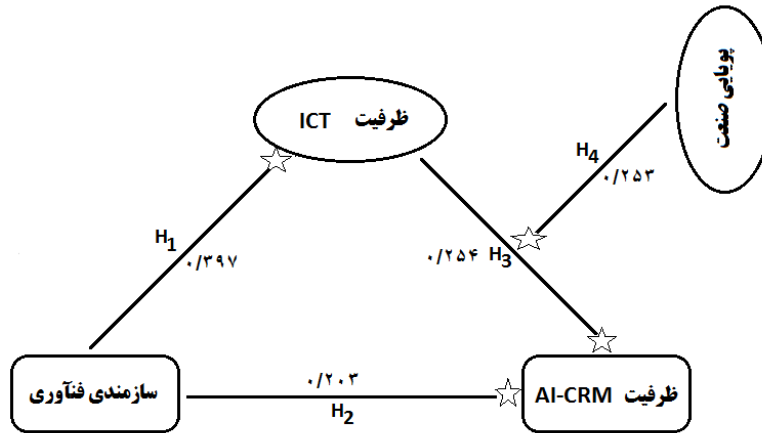 پویایی صنعت
ظرفیت ICT
H4
۰/۲۵۳
H1
۰/۳۹۷
۰/۲۵۴ H3
سازمندی فنآوری
۰/۲۰۳
H2
ظرفیت AI-CRM